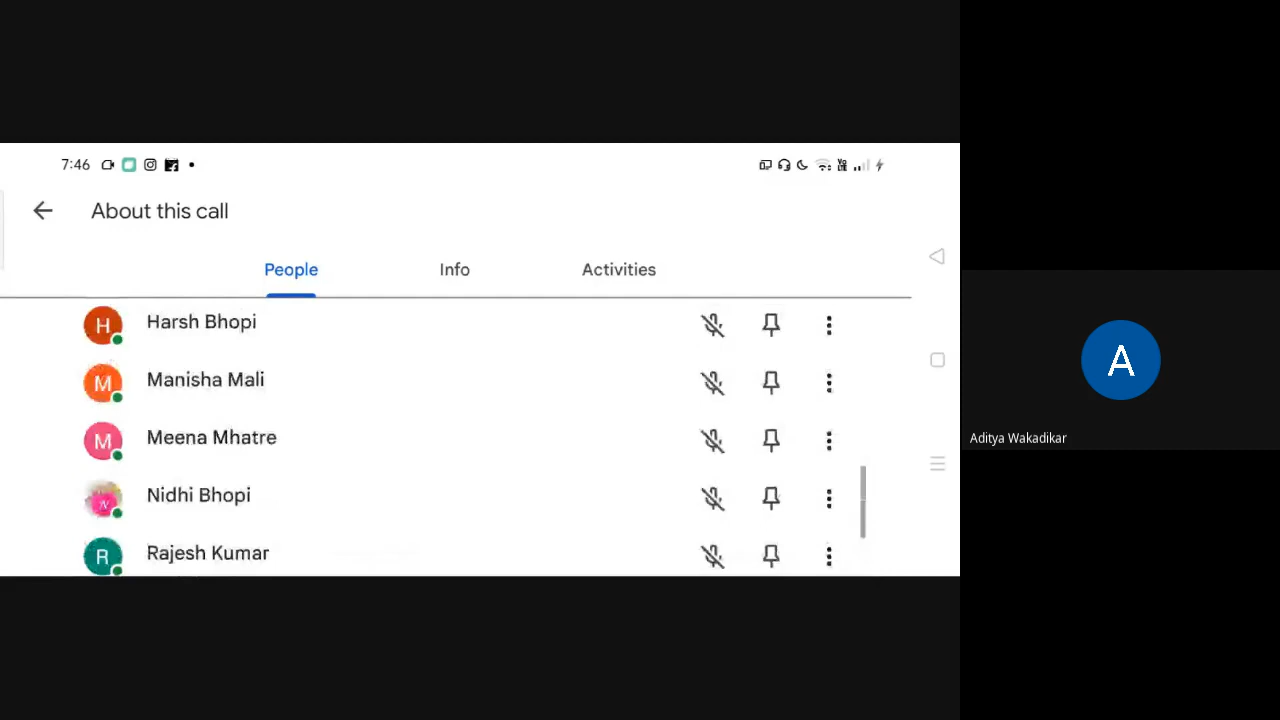 7:46
About this call
People Info Activities
H Harsh Bhopi
M Manisha Mali
M Meena Mhatre
N Nidhi Bhopi
R Rajesh Kumar
A
Aditya Wakadikar